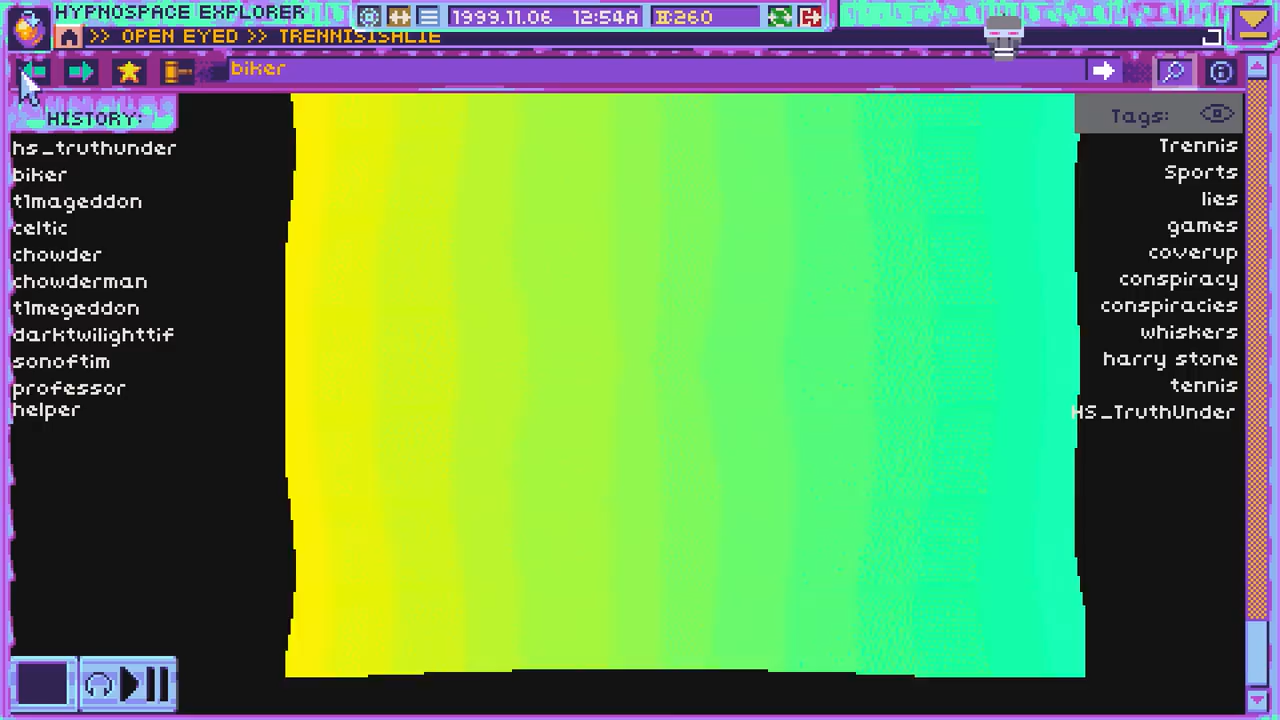 HYPNOSPACE EXPLORER
1999.11.06 12:54A
:260
>> OPEN EYED >> TRENNISISALIE
biker
HISTORY:
hs_truthunder
biker
t1mageddon
celtic
chowder
chowderman
t1megeddon
darktwilighttif
sonoftim
professor
helper
Tags:
Trennis
Sports
lies
games
coverup
conspiracy
conspiracies
whiskers
harry stone
tennis
HS_TruthUnder